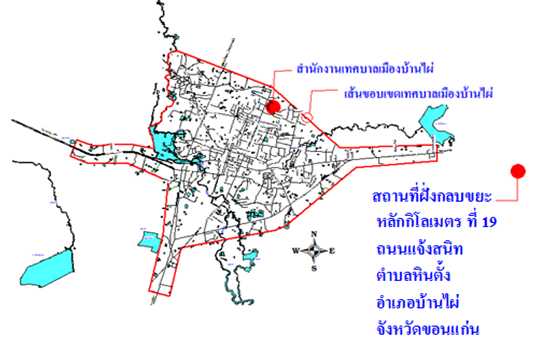 สำนักงานเทศบาลเมืองบ้านไผ่
เส้นขอบเขตเทศบาลเมืองบ้านไผ่
สถานที่ฝังกลบขยะ
หลักกิโลเมตร ที่ 19
ถนนแจ้งสนิท
ตำบลหินตั้ง
อำเภอบ้านไผ่
จังหวัดขอนแก่น
N
W E
S